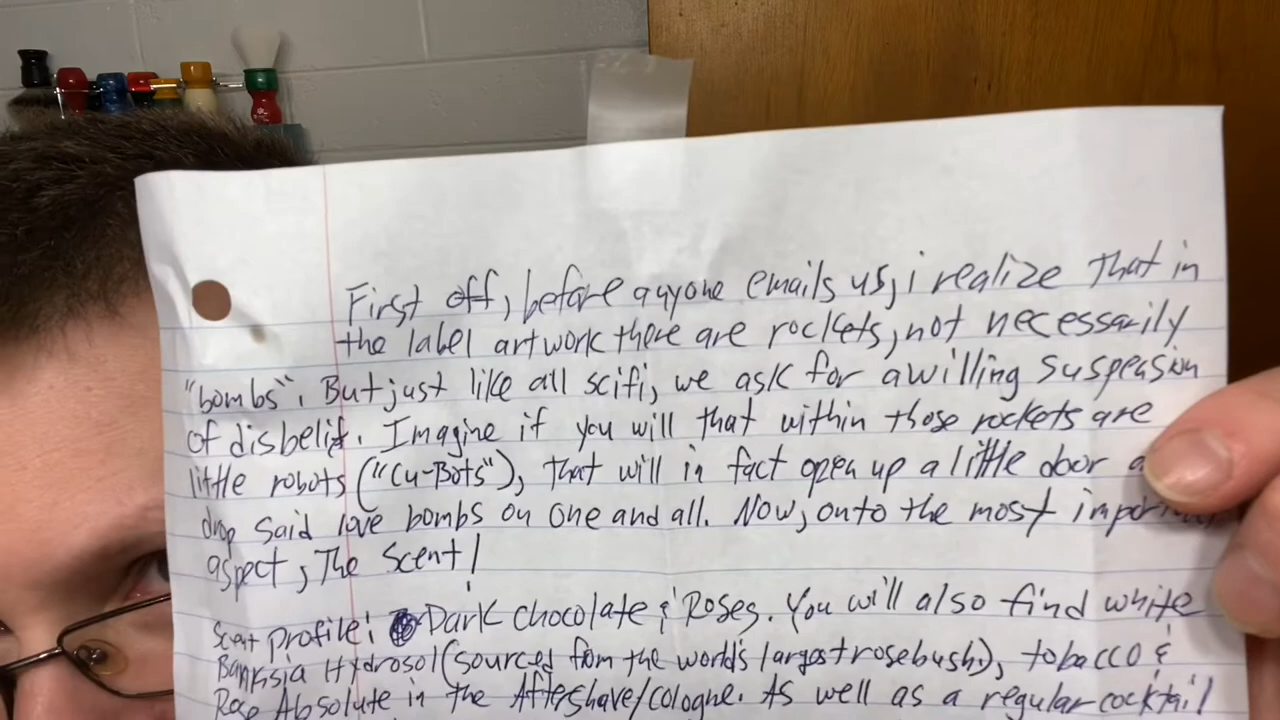 First off, before anyone emails us, i realize that in
the label artwork there are rockets, not necessarily
"bombs". But just like all scifi, we ask for a willing suspension
of disbelif. Imagine if you will that within those rockets are
little robots ("Cu-Bots"), that will in fact open up a little door
drop said love bombs on one and all. Now, onto the most
aspect, The Scent!
Scent profile: Dark chocolate & Roses. You will also find white
Banksia Hydrosol (sourced from the world's largest rosebush), tobacco &
Rose Absolute in the Aftershave/cologne. As well as a regular cocktail